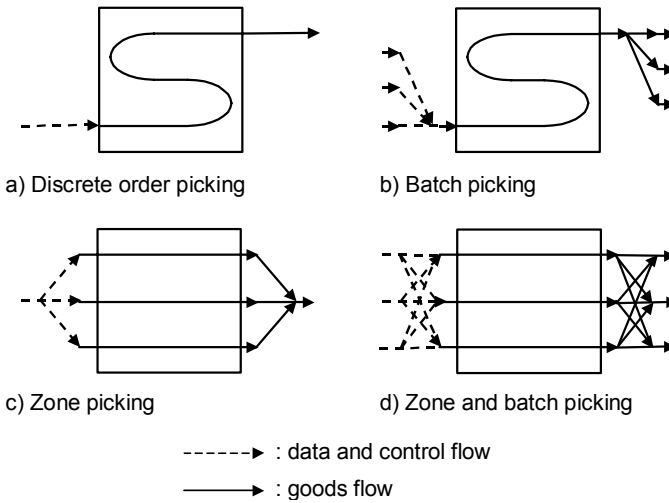 a) Discrete order picking
b) Batch picking
c) Zone picking
d) Zone and batch picking
: data and control flow
: goods flow